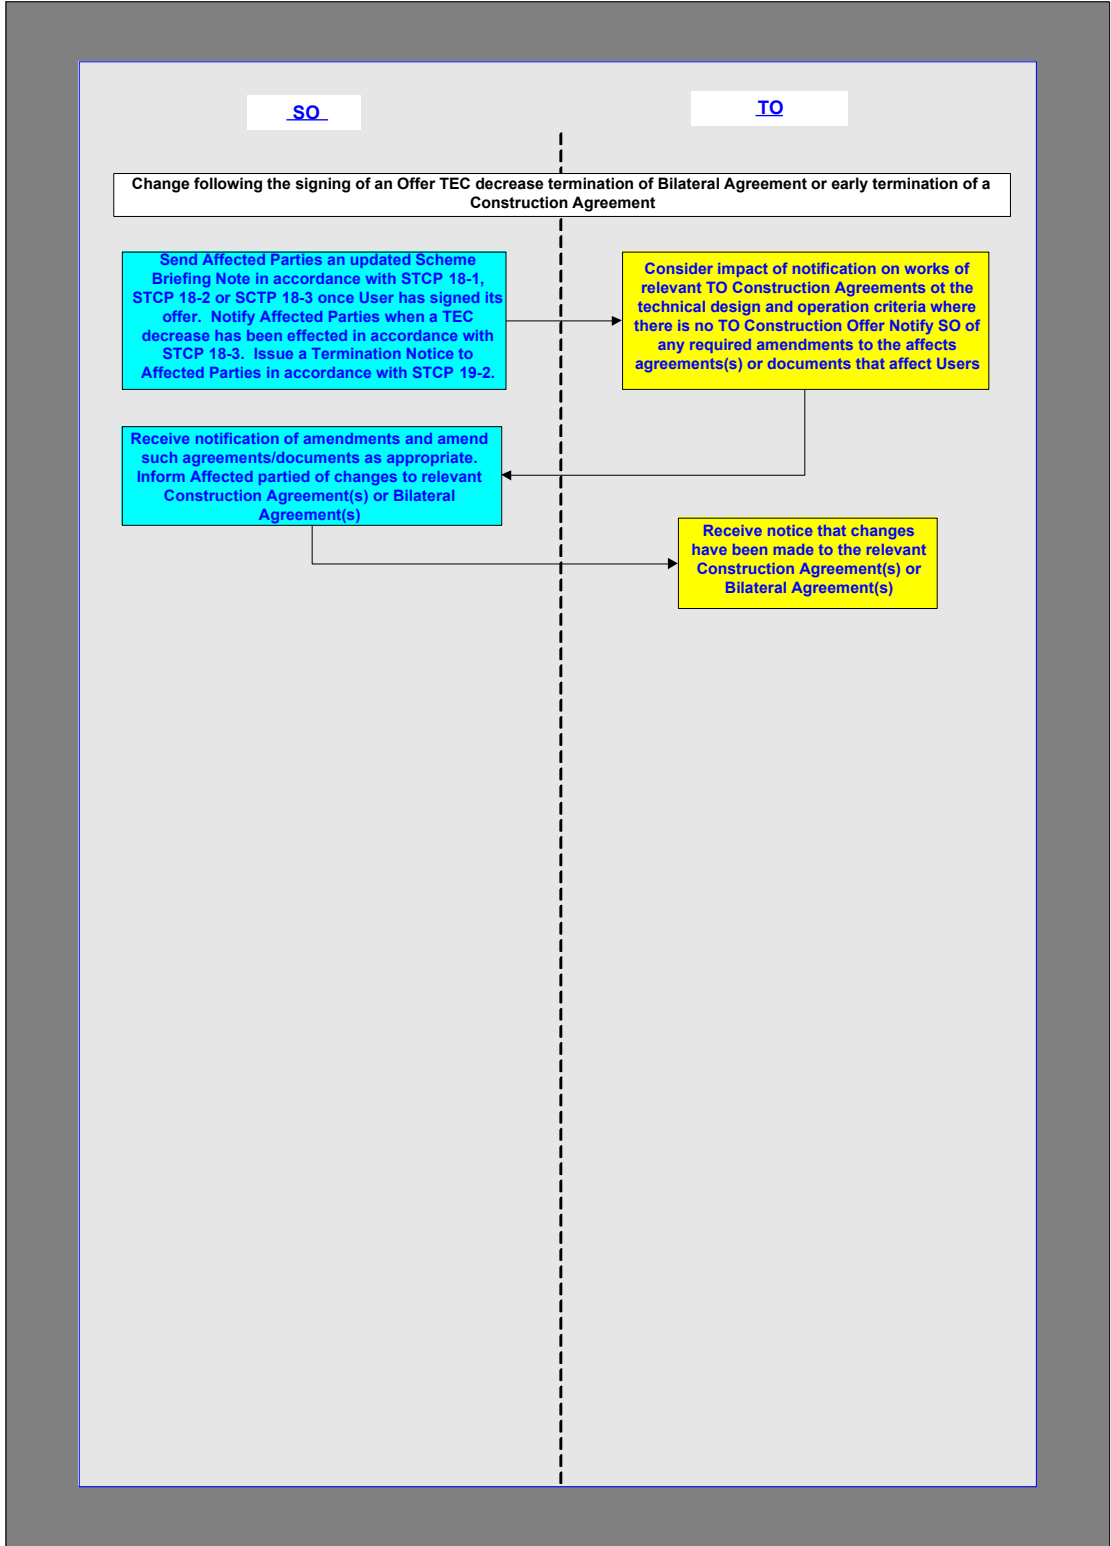 SO
TO
Change following the signing of an Offer TEC decrease termination of Bilateral Agreement or early termination of a
Construction Agreement
Send Affected Parties an updated Scheme
Briefing Note in accordance with STCP 18-1,
STCP 18-2 or SCTP 18-3 once User has signed its
offer.  Notify Affected Parties when a TEC
decrease has been effected in accordance with
STCP 18-3.  Issue a Termination Notice to
Affected Parties in accordance with STCP 19-2.
Consider impact of notification on works of
relevant TO Construction Agreements ot the
technical design and operation criteria where
there is no TO Construction Offer Notify SO of
any required amendments to the affects
agreements(s) or documents that affect Users
Receive notification of amendments and amend
such agreements/documents as appropriate.
Inform Affected partied of changes to relevant
Construction Agreement(s) or Bilateral
Agreement(s)
Receive notice that changes
have been made to the relevant
Construction Agreement(s) or
Bilateral Agreement(s)